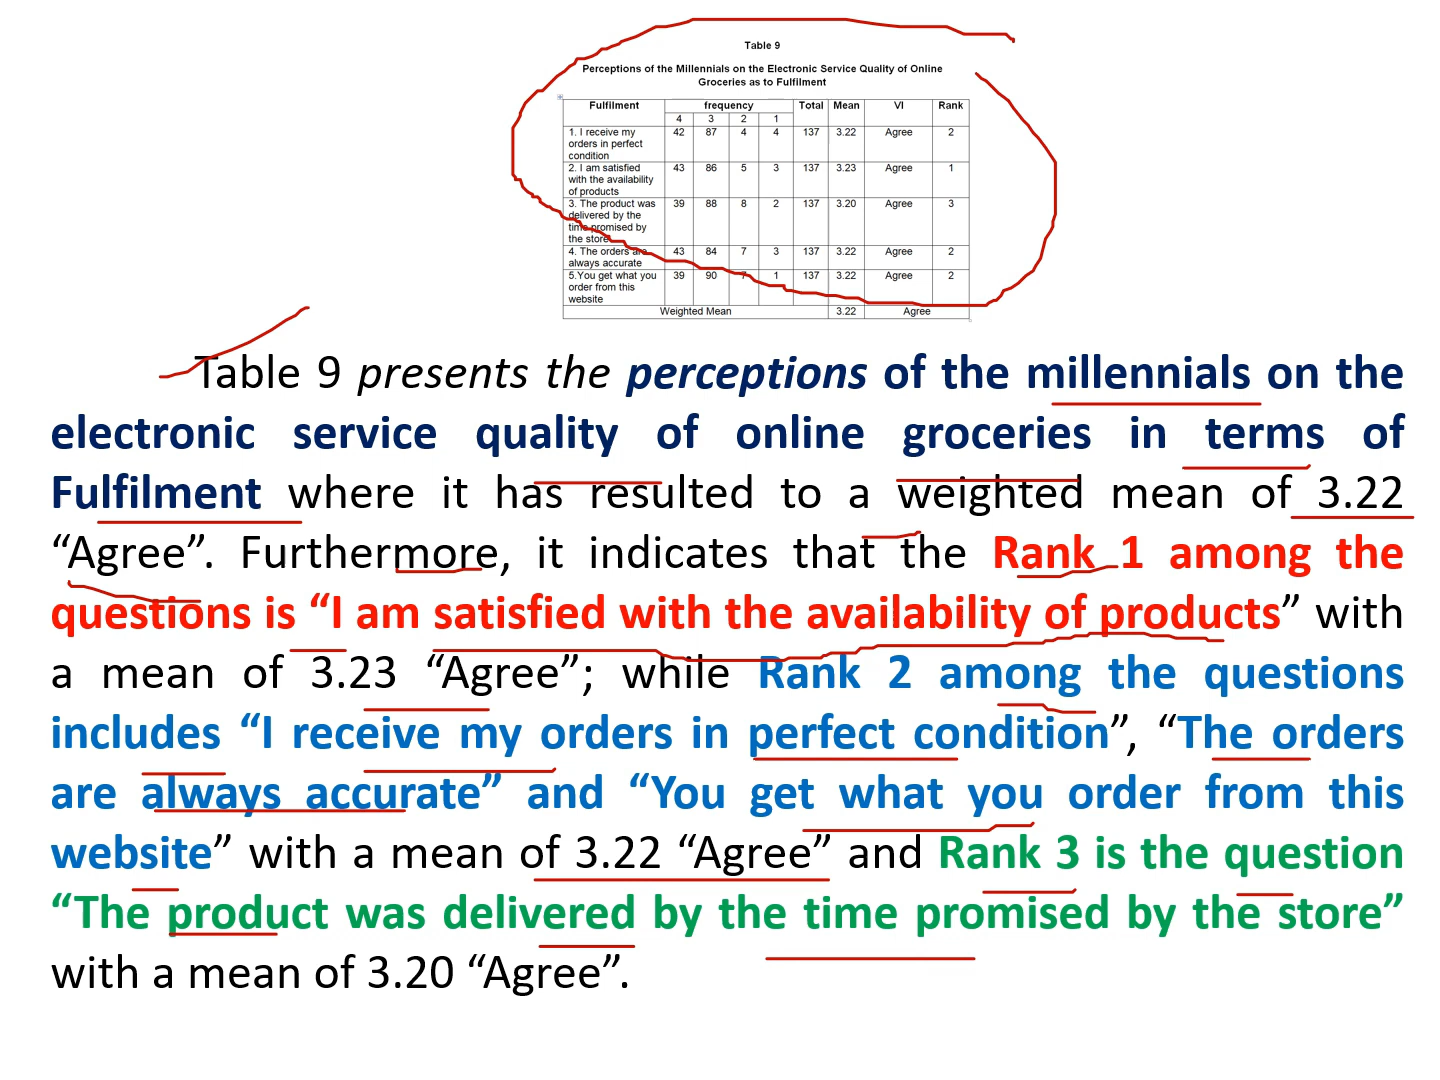 Table 9
Perceptions of the Millennials on the Electronic Service Quality of Online
Groceries as to Fulfilment
Fulfilment frequency Total Mean VI Rank
4 3 2 1
1. I receive my 42 87 4 4 137 3.22 Agree 2
orders in perfect
condition
2. I am satisfied 43 86 5 3 137 3.23 Agree 1
with the availability
of products
3. The product was 39 88 8 2 137 3.20 Agree 3
delivered by the
time promised by
the store
4. The orders are 43 84 7 3 137 3.22 Agree 2
always accurate
5.You get what you 39 90 7 1 137 3.22 Agree 2
order from this
website
Weighted Mean 3.22 Agree
Table 9 presents the perceptions of the millennials on the
electronic service quality of online groceries in terms of
Fulfilment where it has resulted to a weighted mean of 3.22
“Agree”. Furthermore, it indicates that the Rank 1 among the
questions is “I am satisfied with the availability of products” with
a mean of 3.23 “Agree”; while Rank 2 among the questions
includes “I receive my orders in perfect condition”, “The orders
are always accurate” and “You get what you order from this
website” with a mean of 3.22 “Agree” and Rank 3 is the question
“The product was delivered by the time promised by the store”
with a mean of 3.20 “Agree”.